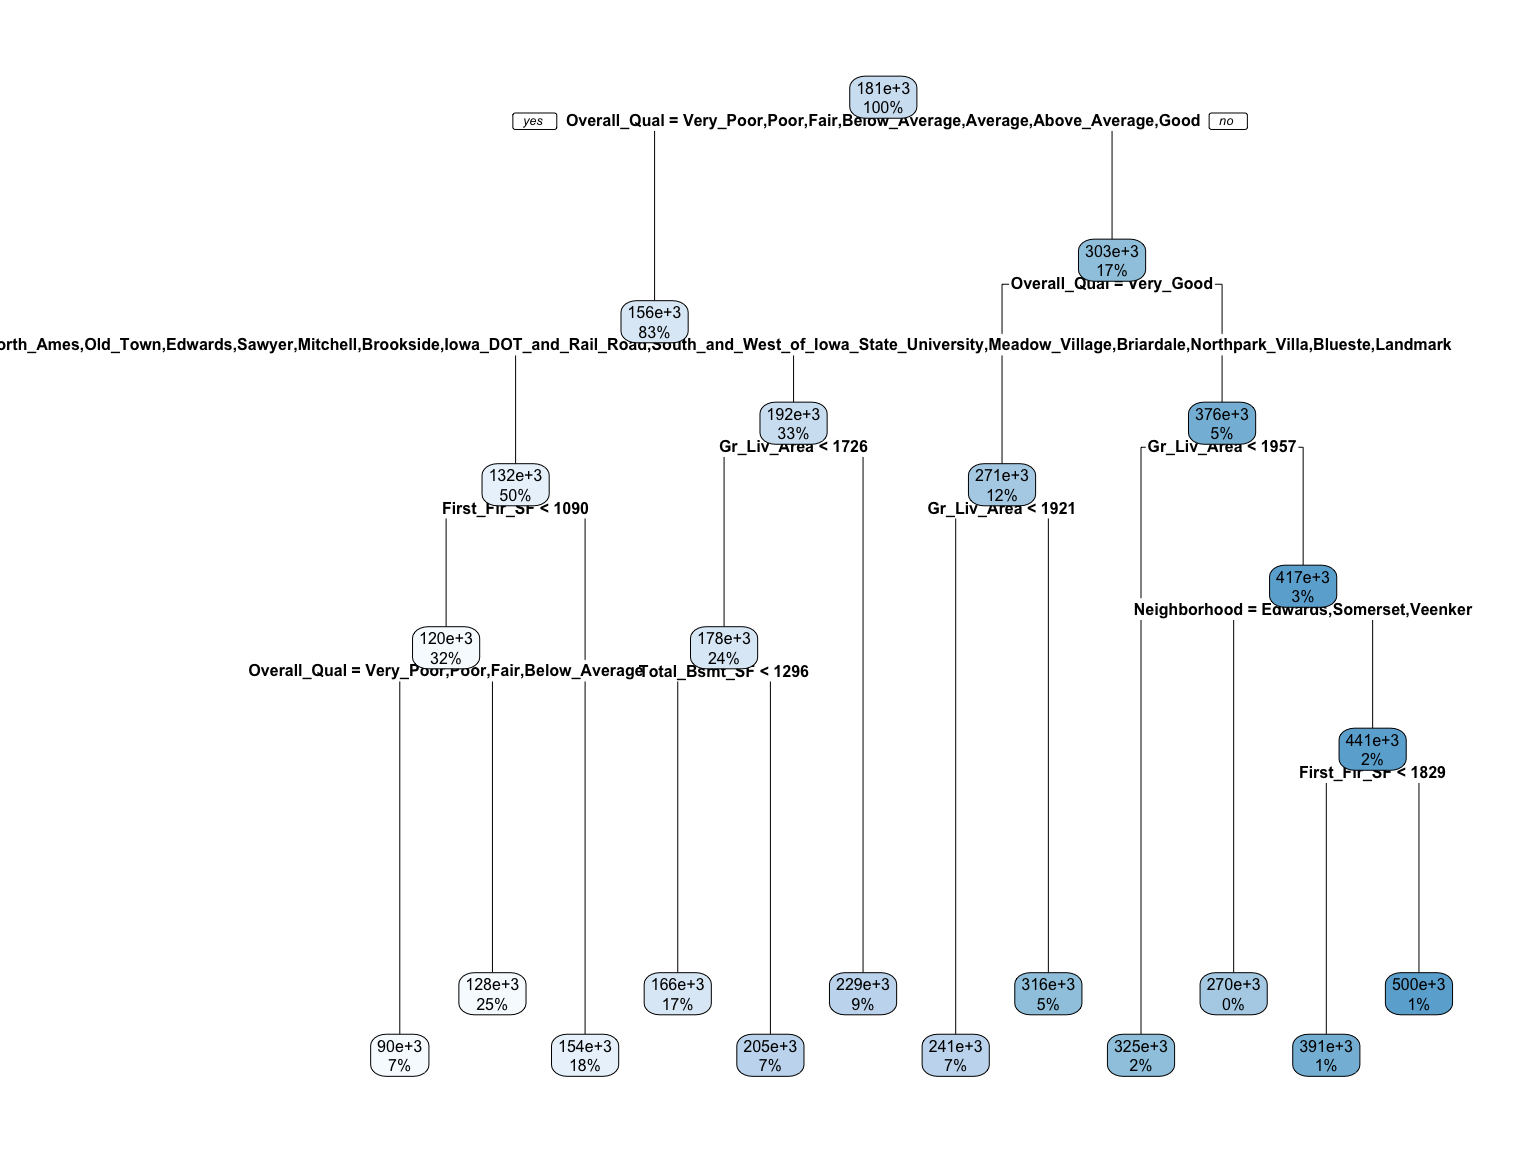 181e+3
100%
yes Overall_Qual = Very_Poor,Poor,Fair,Below_Average,Average,Above_Average,Good no
303e+3
17%
Overall_Qual = Very_Good
156e+3
83%
orth_Ames,Old_Town,Edwards,Sawyer,Mitchell,Brookside,Iowa_DOT_and_Rail_Road,South_and_West_of_Iowa_State_University,Meadow_Village,Briardale,Northpark_Villa,Blueste,Landmark
192e+3
33%
Gr_Liv_Area < 1726
376e+3
5%
Gr_Liv_Area < 1957
132e+3
50%
First_Flr_SF < 1090
271e+3
12%
Gr_Liv_Area < 1921
417e+3
3%
Neighborhood = Edwards,Somerset,Veenker
120e+3
32%
Overall_Qual = Very_Poor,Poor,Fair,Below_Average
178e+3
24%
Total_Bsmt_SF < 1296
441e+3
2%
First_Flr_SF < 1829
128e+3
25%
166e+3
17%
229e+3
9%
316e+3
5%
270e+3
0%
500e+3
1%
90e+3
7%
154e+3
18%
205e+3
7%
241e+3
7%
325e+3
2%
391e+3
1%